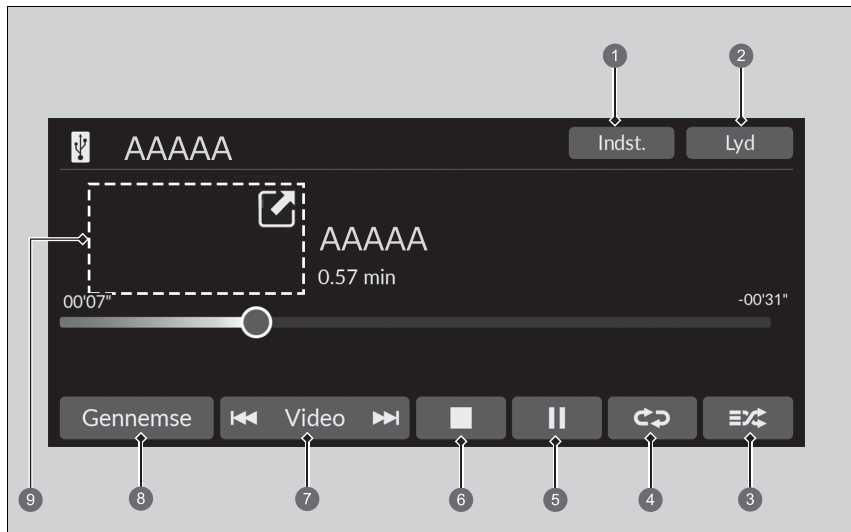 1 2
AAAAA Indst. Lyd
AAAAA
0.57 min
00'07" -00'31"
Gennemse Video
9 8 7 6 5 4 3